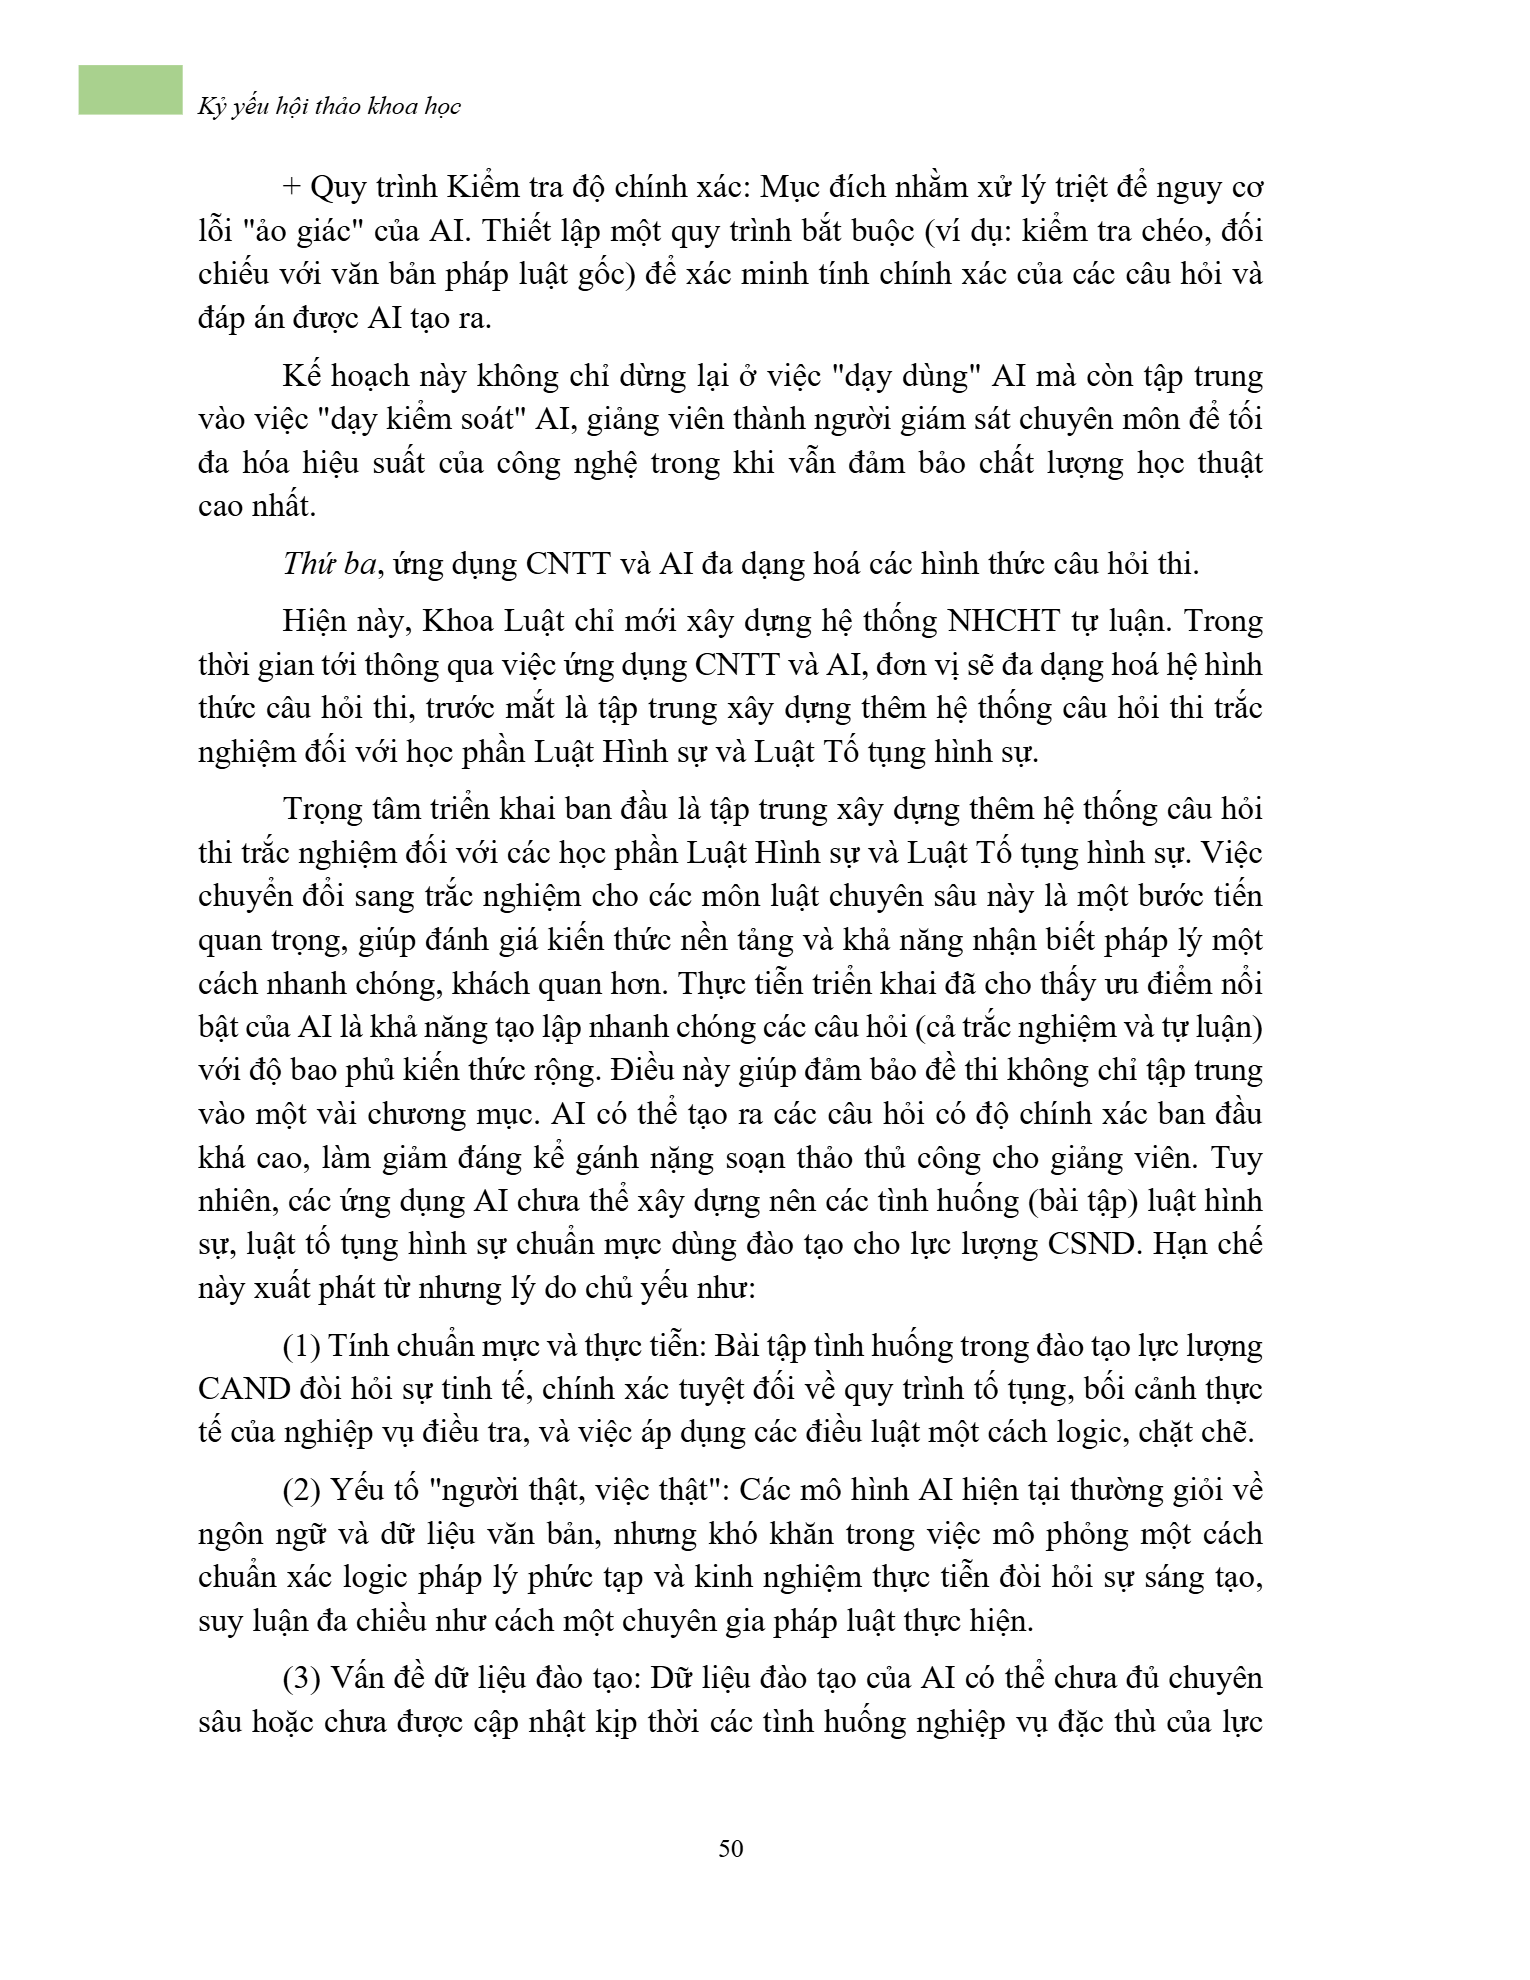 Kỷ yếu hội thảo khoa học
+ Quy trình Kiểm tra độ chính xác: Mục đích nhằm xử lý triệt để nguy cơ
lỗi "ảo giác" của AI. Thiết lập một quy trình bắt buộc (ví dụ: kiểm tra chéo, đối
chiếu với văn bản pháp luật gốc) để xác minh tính chính xác của các câu hỏi và
đáp án được AI tạo ra.
Kế hoạch này không chỉ dừng lại ở việc "dạy dùng" AI mà còn tập trung
vào việc "dạy kiểm soát" AI, giảng viên thành người giám sát chuyên môn để tối
đa hóa hiệu suất của công nghệ trong khi vẫn đảm bảo chất lượng học thuật
cao nhất.
Thứ ba, ứng dụng CNTT và AI đa dạng hoá các hình thức câu hỏi thi.
Hiện này, Khoa Luật chỉ mới xây dựng hệ thống NHCHT tự luận. Trong
thời gian tới thông qua việc ứng dụng CNTT và AI, đơn vị sẽ đa dạng hoá hệ hình
thức câu hỏi thi, trước mắt là tập trung xây dựng thêm hệ thống câu hỏi thi trắc
nghiệm đối với học phần Luật Hình sự và Luật Tố tụng hình sự.
Trọng tâm triển khai ban đầu là tập trung xây dựng thêm hệ thống câu hỏi
thi trắc nghiệm đối với các học phần Luật Hình sự và Luật Tố tụng hình sự. Việc
chuyển đổi sang trắc nghiệm cho các môn luật chuyên sâu này là một bước tiến
quan trọng, giúp đánh giá kiến thức nền tảng và khả năng nhận biết pháp lý một
cách nhanh chóng, khách quan hơn. Thực tiễn triển khai đã cho thấy ưu điểm nổi
bật của AI là khả năng tạo lập nhanh chóng các câu hỏi (cả trắc nghiệm và tự luận)
với độ bao phủ kiến thức rộng. Điều này giúp đảm bảo đề thi không chỉ tập trung
vào một vài chương mục. AI có thể tạo ra các câu hỏi có độ chính xác ban đầu
khá cao, làm giảm đáng kể gánh nặng soạn thảo thủ công cho giảng viên. Tuy
nhiên, các ứng dụng AI chưa thể xây dựng nên các tình huống (bài tập) luật hình
sự, luật tố tụng hình sự chuẩn mực dùng đào tạo cho lực lượng CSND. Hạn chế
này xuất phát từ nhưng lý do chủ yếu như:
(1) Tính chuẩn mực và thực tiễn: Bài tập tình huống trong đào tạo lực lượng
CAND đòi hỏi sự tinh tế, chính xác tuyệt đối về quy trình tố tụng, bối cảnh thực
tế của nghiệp vụ điều tra, và việc áp dụng các điều luật một cách logic, chặt chẽ.
(2) Yếu tố "người thật, việc thật": Các mô hình AI hiện tại thường giỏi về
ngôn ngữ và dữ liệu văn bản, nhưng khó khăn trong việc mô phỏng một cách
chuẩn xác logic pháp lý phức tạp và kinh nghiệm thực tiễn đòi hỏi sự sáng tạo,
suy luận đa chiều như cách một chuyên gia pháp luật thực hiện.
(3) Vấn đề dữ liệu đào tạo: Dữ liệu đào tạo của AI có thể chưa đủ chuyên
sâu hoặc chưa được cập nhật kịp thời các tình huống nghiệp vụ đặc thù của lực
50